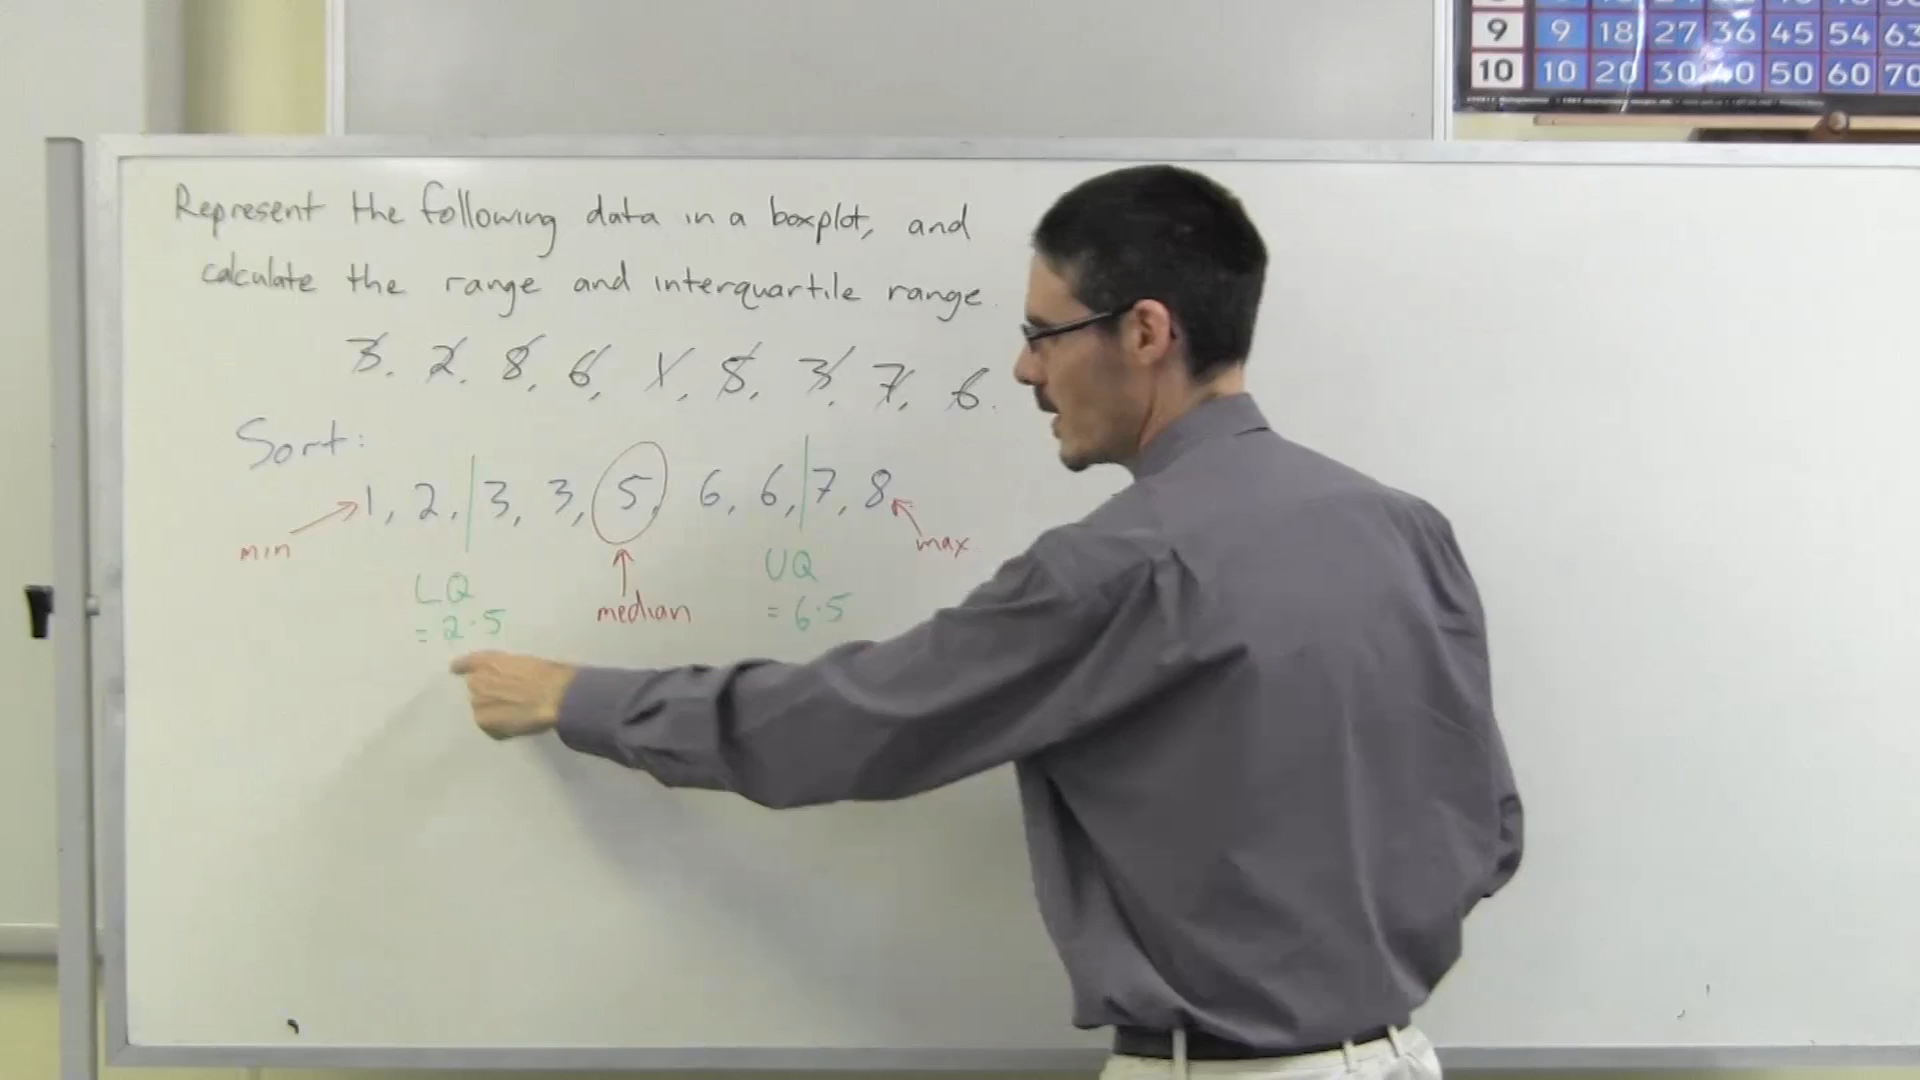 9 9 18 27 36 45 54 63
10 10 20 30 40 50 60 70
Represent the following data in a boxplot, and
calculate the range and interquartile range.
3, 2, 8, 6, 1, 5, 3, 7, 6.
Sort:
1, 2, 3, 3, 5, 6, 6, 7, 8
min
max
LQ
= 2.5
median
UQ
= 6.5